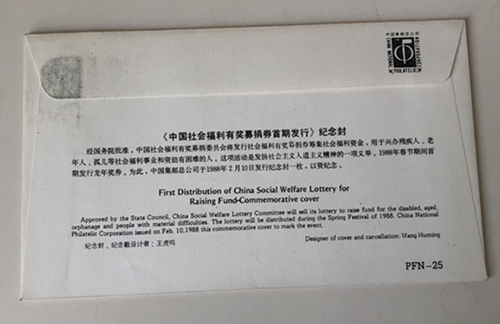 中国集邮总公司
CHINA NATIONAL
PHILATELIC
《中国社会福利有奖募捐券首期发行》纪念封
经国务院批准，中国社会福利有奖募捐委员会将发行社会福利有奖募捐券筹集社会福利资金，用于兴办残疾人、老
年人、孤儿等社会福利事业和资助有困难的人。这项活动是发扬社会主义人道主义精神的一项义举。1988年春节期间首
期发行龙年奖券。为此，中国集邮总公司于1988年2月10日发行纪念封一枚，以资纪念。
First Distribution of China Social Welfare Lottery for
Raising Fund-Commemorative cover
Approved by the State Council, China Social Welfare Lottery Committee will sell its lottery to raise fund for the disabled, aged,
orphanage and people with material difficulties. The lottery will be distributed during the Spring Festival of 1988. China National
Philatelic Corporation issued on Feb. 10,1988 this commemorative cover to mark the event.
纪念封、纪念戳设计者：王虎鸣
Designer of cover and cancellation: Wang Huming
PFN-25